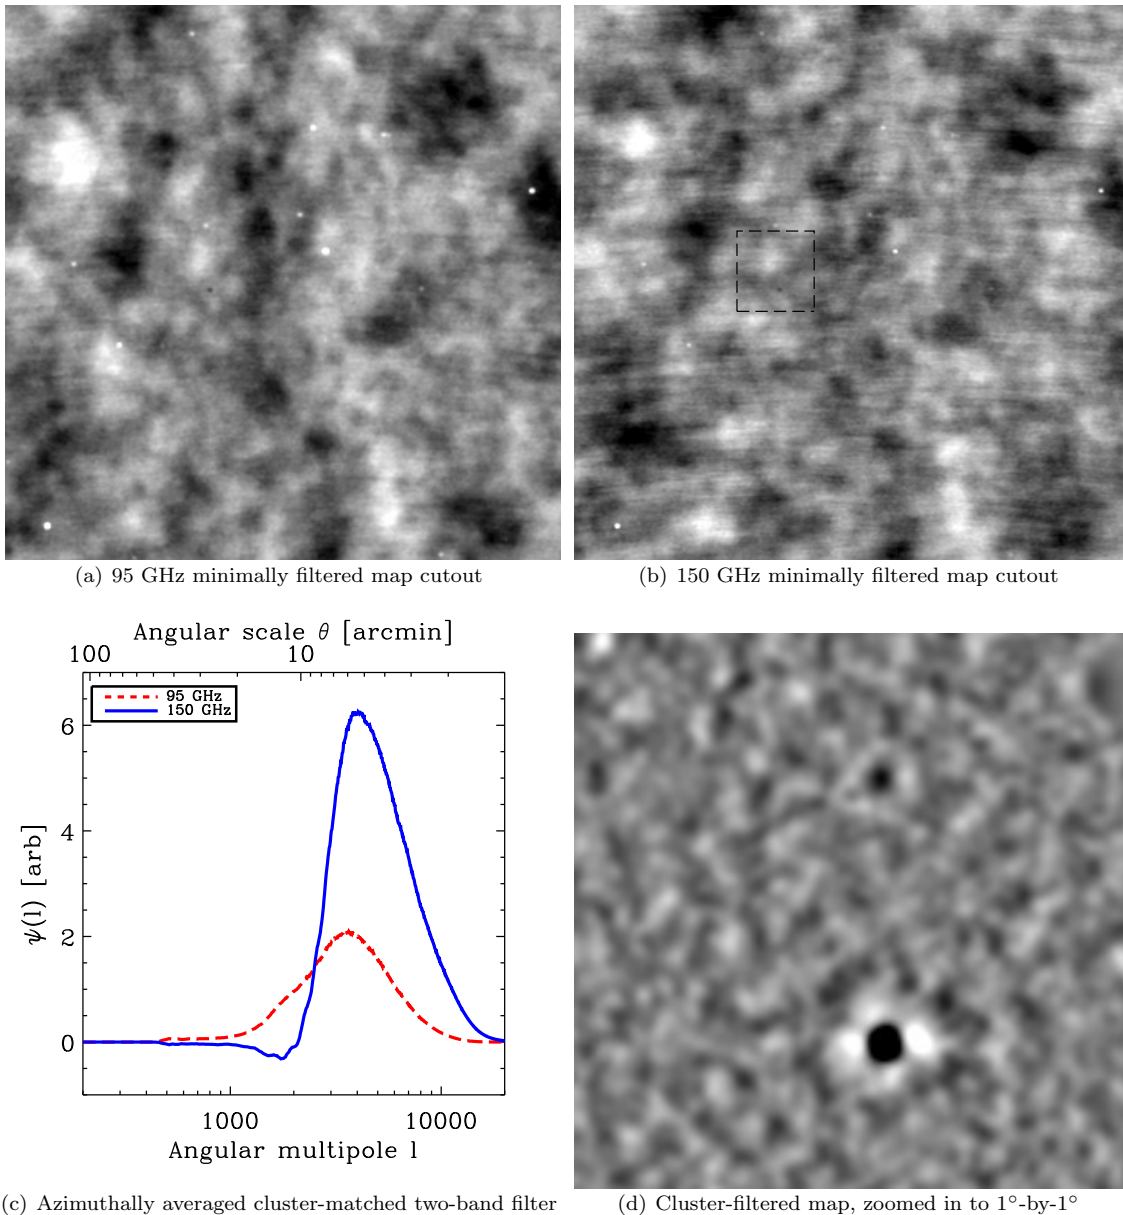 (a) 95 GHz minimally filtered map cutout
(b) 150 GHz minimally filtered map cutout
Angular scale θ [arcmin]
100 10
95 GHz
150 GHz
6
4
2
0
ψ(l) [arb]
1000 10000
Angular multipole l
(c) Azimuthally averaged cluster-matched two-band filter
(d) Cluster-filtered map, zoomed in to 1°-by-1°